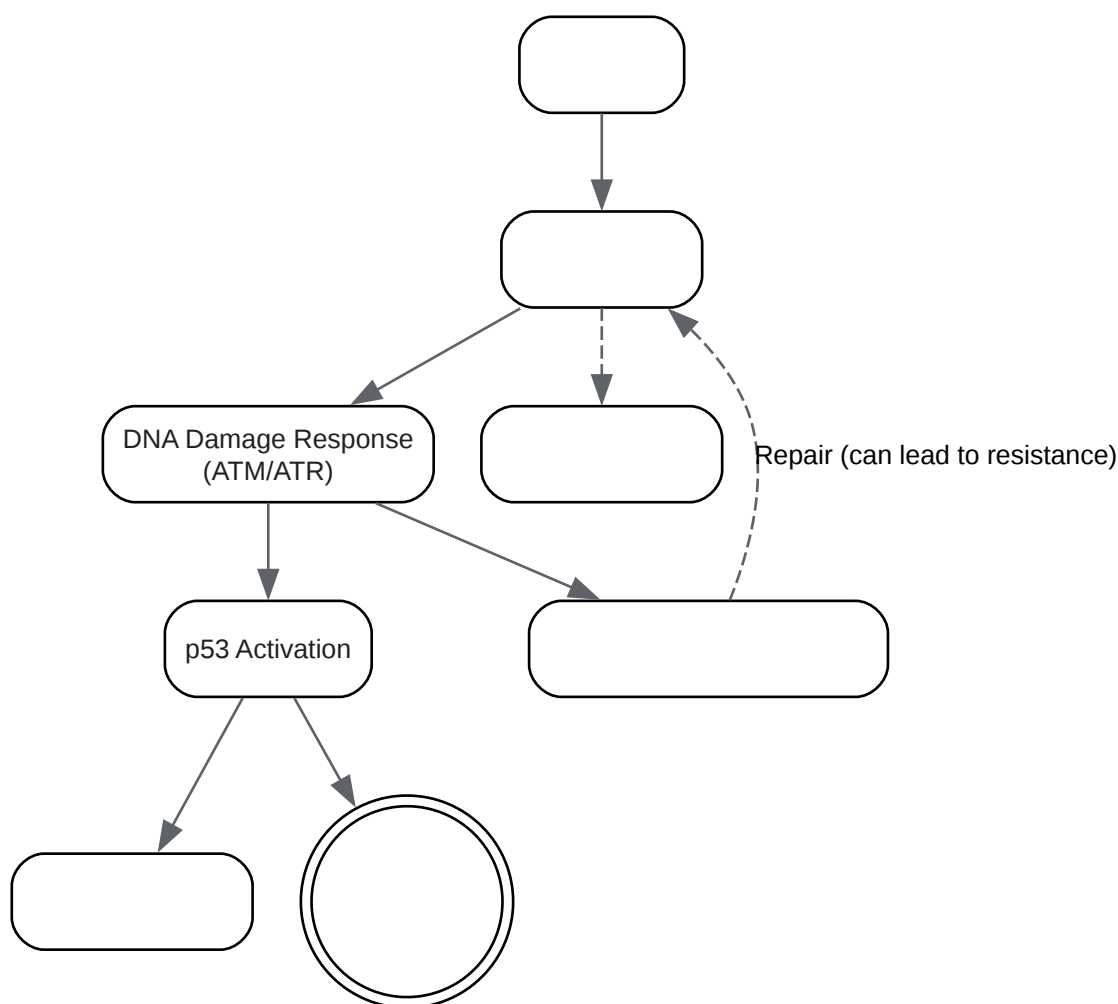 DNA Damage Response
(ATM/ATR)
Repair (can lead to resistance)
p53 Activation